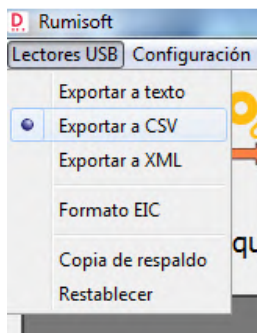 Rumisoft
Lectores USB Configuración
Exportar a texto
Exportar a CSV
Exportar a XML
Formato EIC
Copia de respaldo
Restablecer